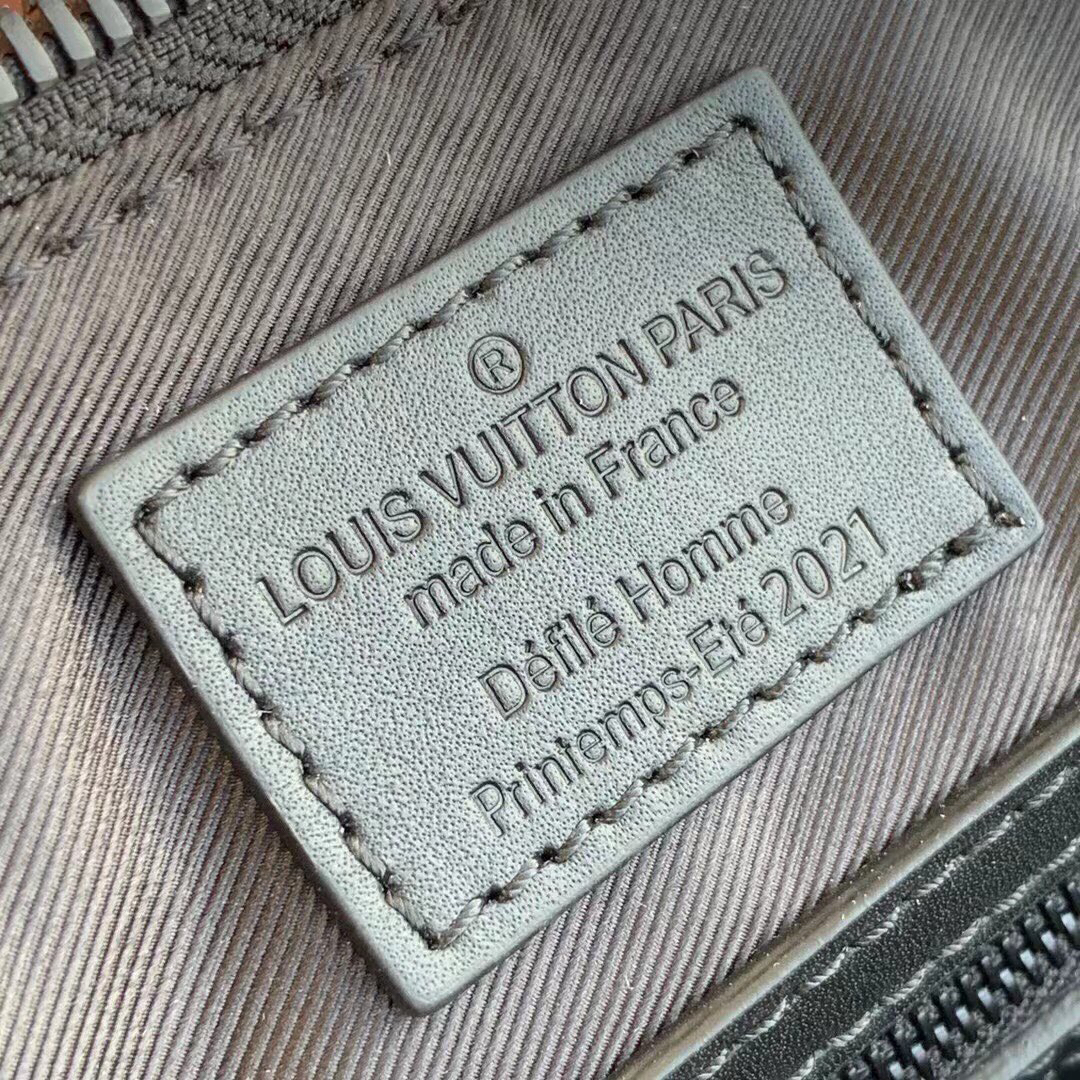 ®
LOUIS VUITTON PARIS
made in France
Défilé Homme
Printemps-Eté 2021